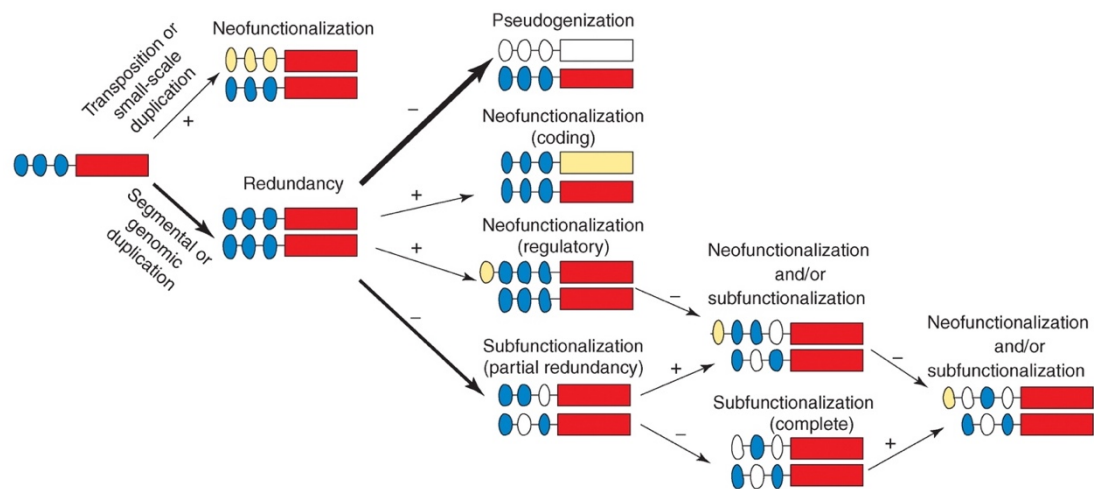 Neofunctionalization
Transposition or
small-scale
duplication
+
Segmental or
genomic
duplication
Redundancy
Pseudogenization
–
Neofunctionalization
(coding)
+
Neofunctionalization
(regulatory)
+
–
Subfunctionalization
(partial redundancy)
–
Neofunctionalization
and/or
subfunctionalization
+
–
Subfunctionalization
(complete)
–
+
Neofunctionalization
and/or
subfunctionalization